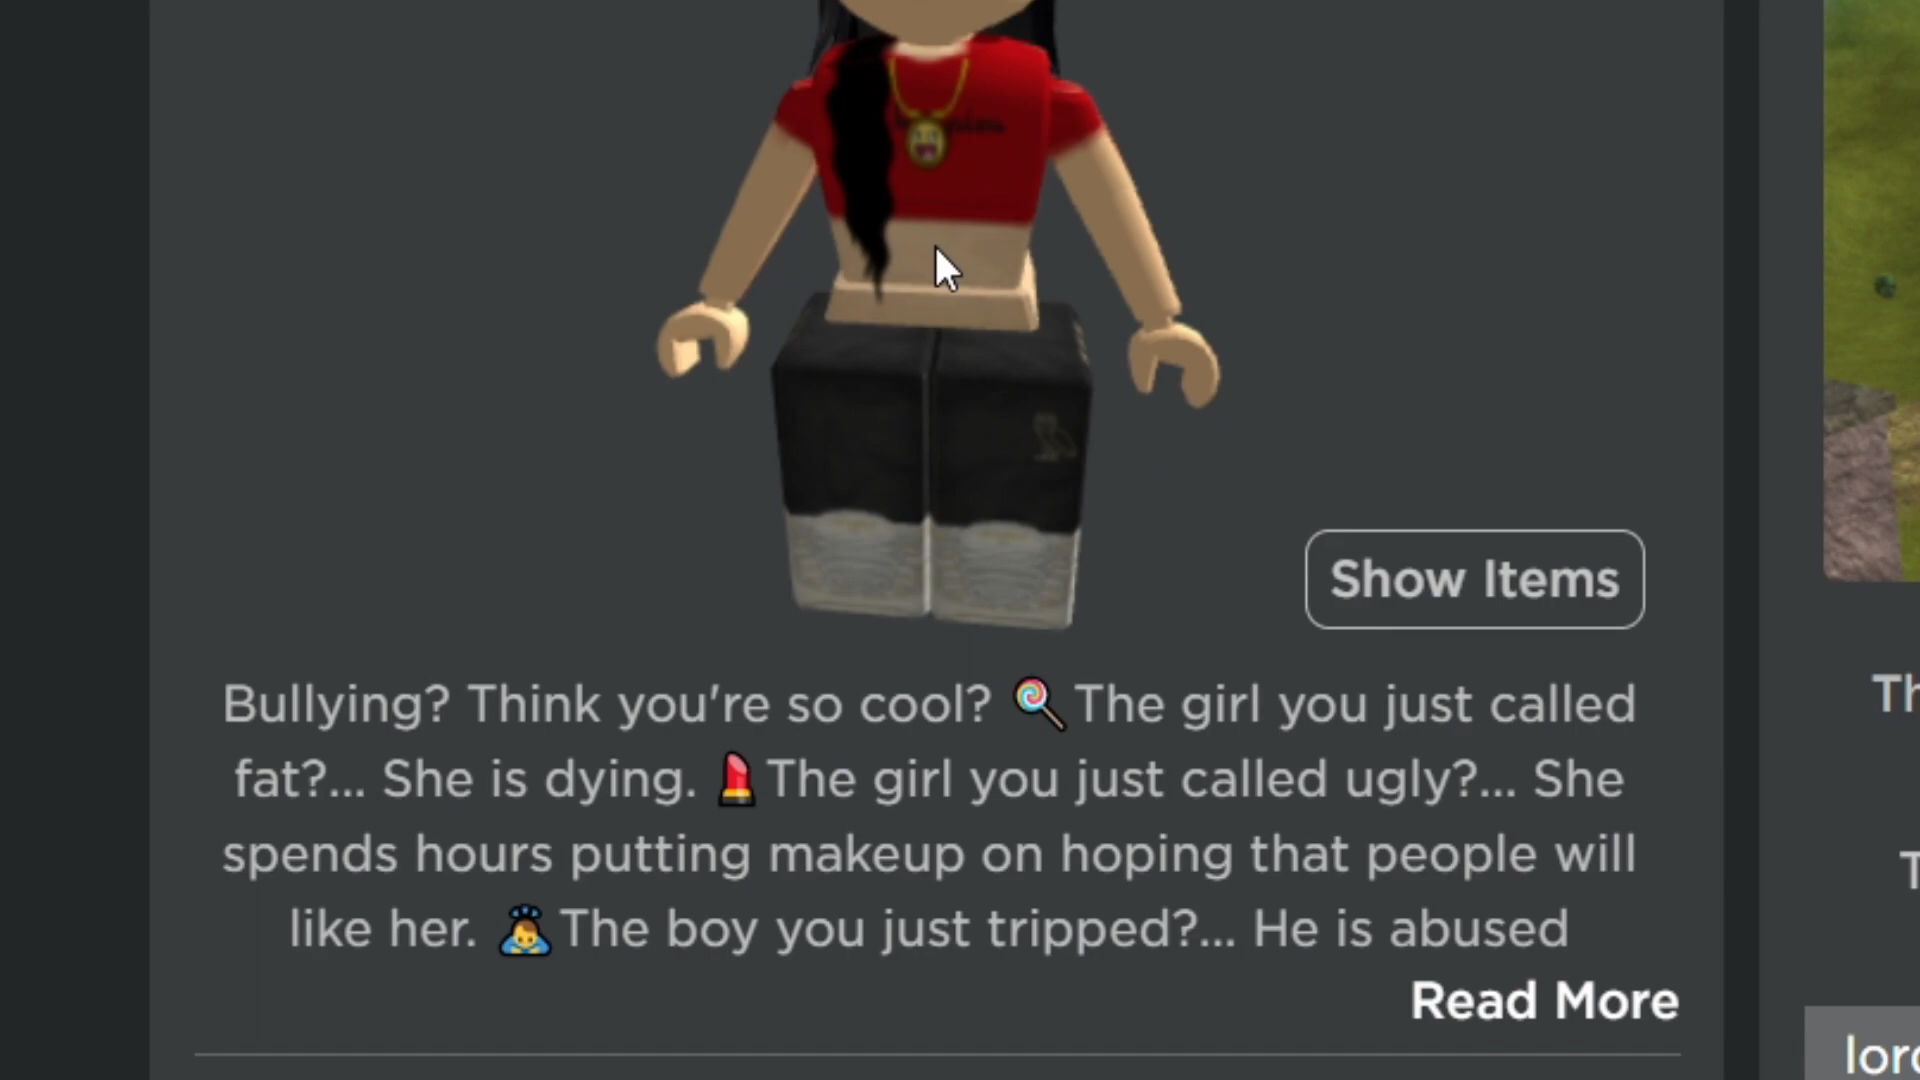 Show Items
Bullying? Think you're so cool? 🍭 The girl you just called
fat?... She is dying. 💄 The girl you just called ugly?... She
spends hours putting makeup on hoping that people will
like her. 🙇 The boy you just tripped?... He is abused
Read More